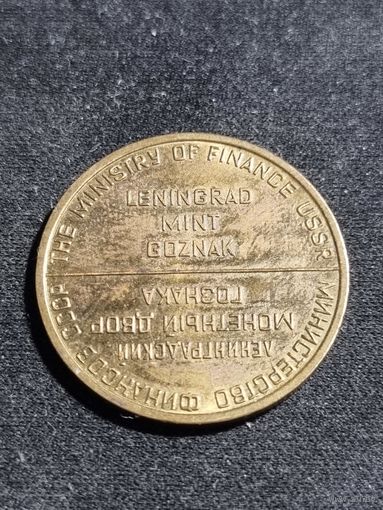 THE MINISTRY OF FINANCE USSR
LENINGRAD
MINT
GOZNAK
ЛЕНИНГРАДСКИЙ
МОНЕТНЫЙ ДВОР
ГОЗНАКА
МИНИСТЕРСТВО ФИНАНСОВ СССР